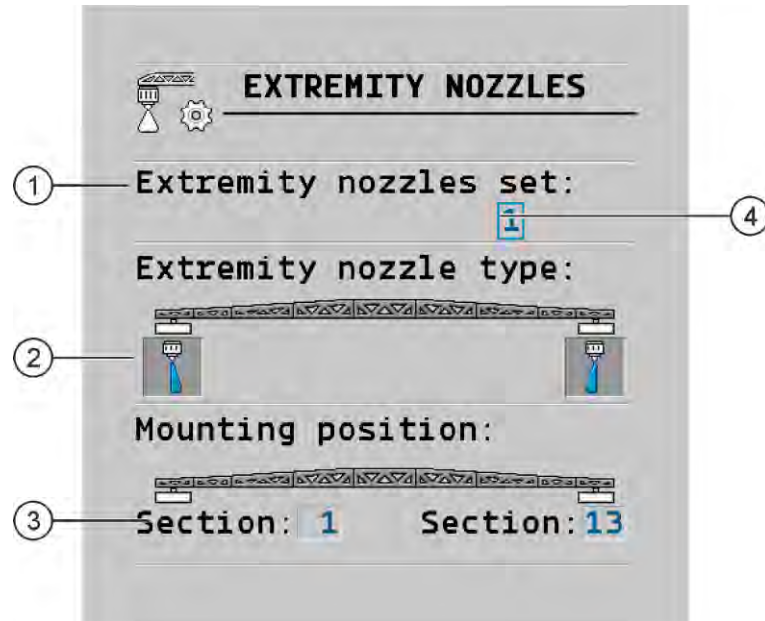 EXTREMITY NOZZLES
1 Extremity nozzles set:
1 4
Extremity nozzle type:
2
Mounting position:
3 Section: 1 Section: 13